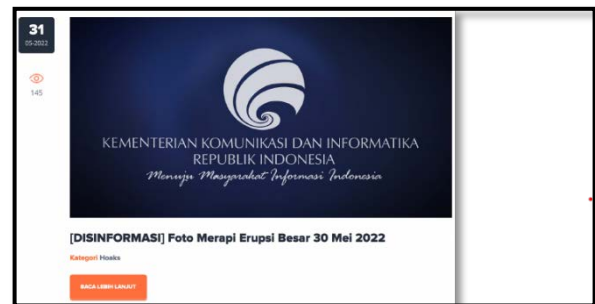 31
05-2022
145
KEMENTERIAN KOMUNIKASI DAN INFORMATIKA
REPUBLIK INDONESIA
Menuju Masyarakat Informasi Indonesia
[DISINFORMASI] Foto Merapi Erupsi Besar 30 Mei 2022
Kategori Hoaks
BACA LEBIH LANJUT